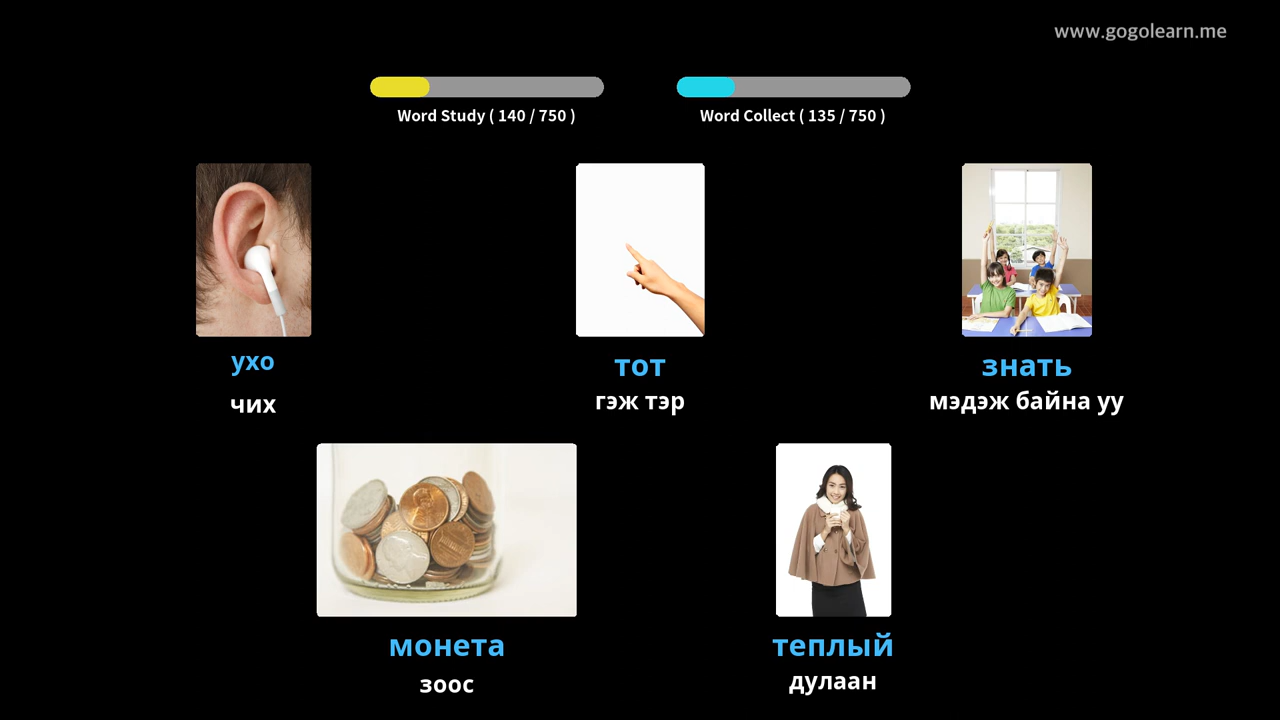 www.gogolearn.me
Word Study ( 140 / 750 )
Word Collect ( 135 / 750 )
ухо
чих
тот
гэж тэр
знать
мэдэж байна уу
монета
зоос
теплый
дулаан